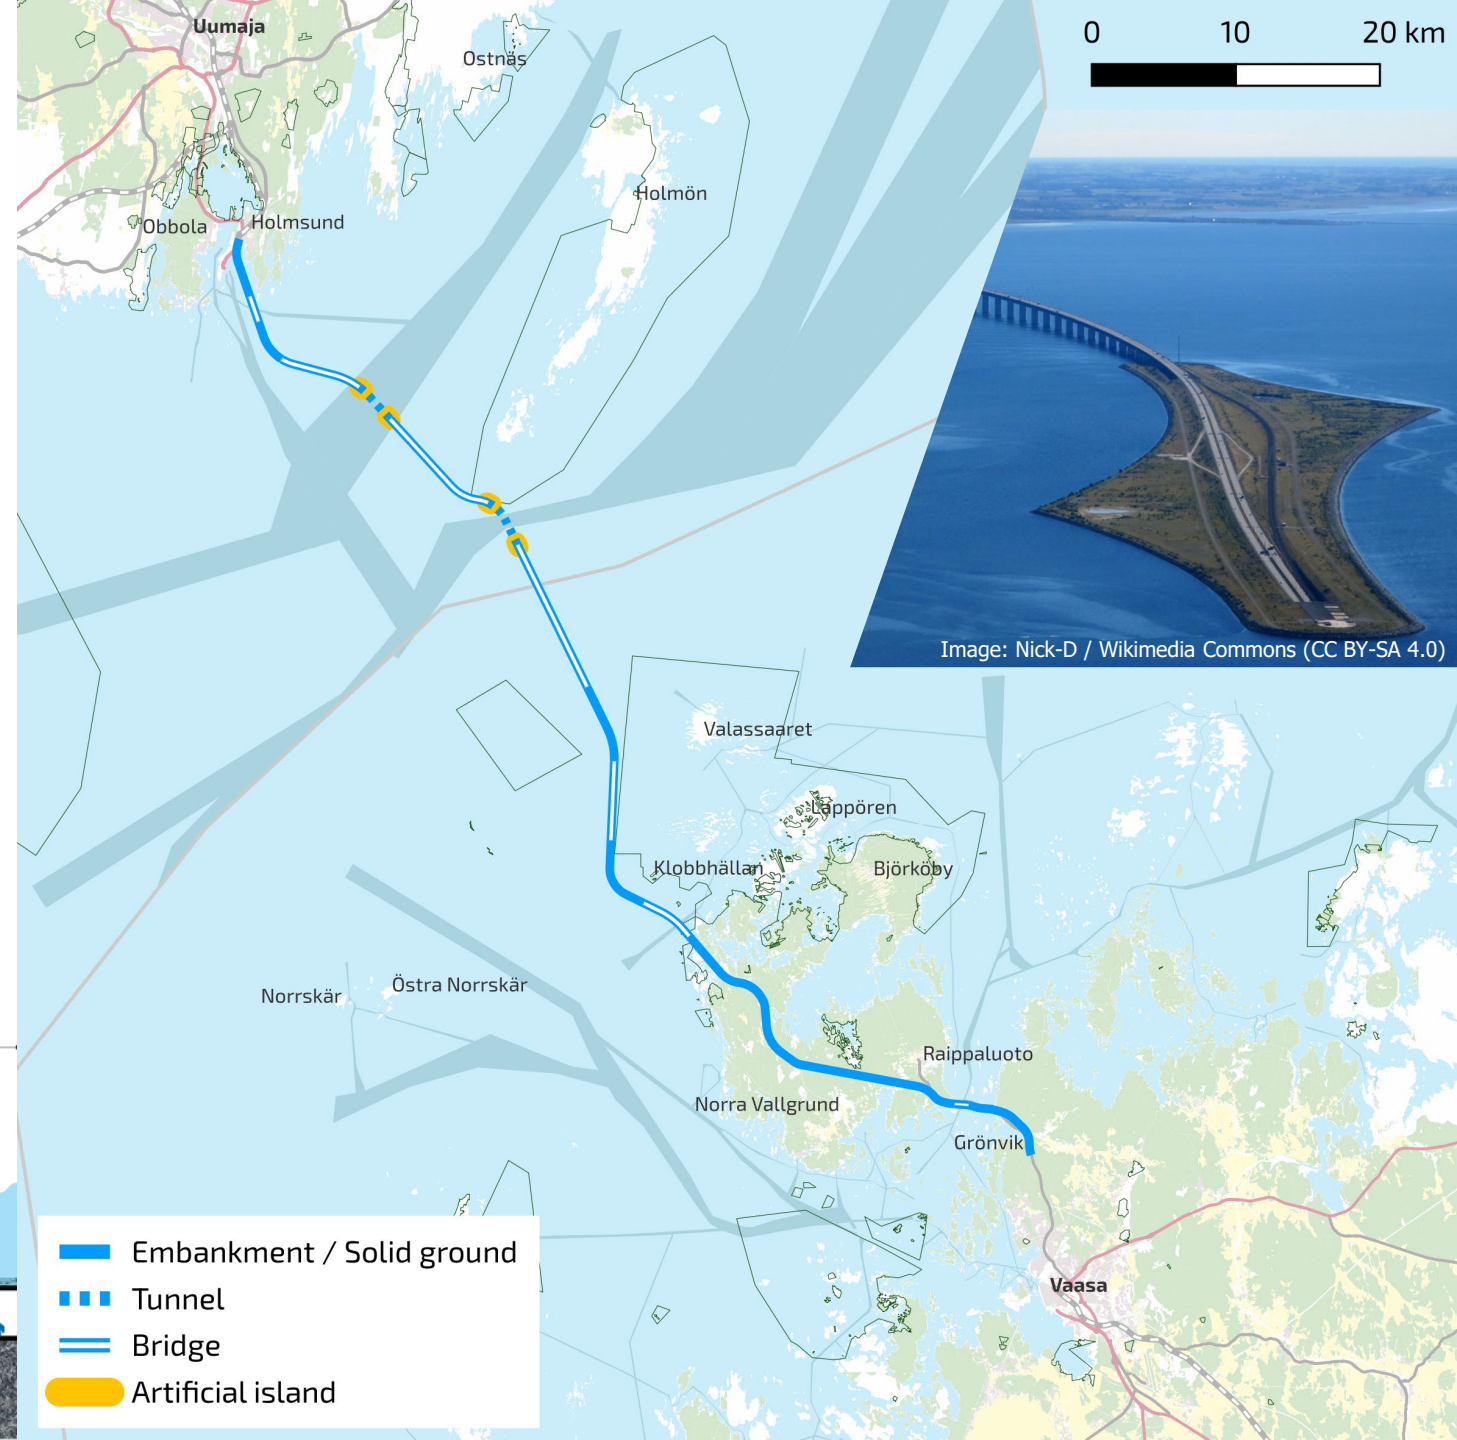 Uumaja
Ostnäs
0 10 20 km
Holmön
Obbola
Holmsund
Image: Nick-D / Wikimedia Commons (CC BY-SA 4.0)
Valassaaret
Lappören
Klobbhällan
Björköby
Östra Norrskär
Norrskär
Raippaluoto
Norra Vallgrund
Grönvik
Vaasa
Embankment / Solid ground
Tunnel
Bridge
Artificial island